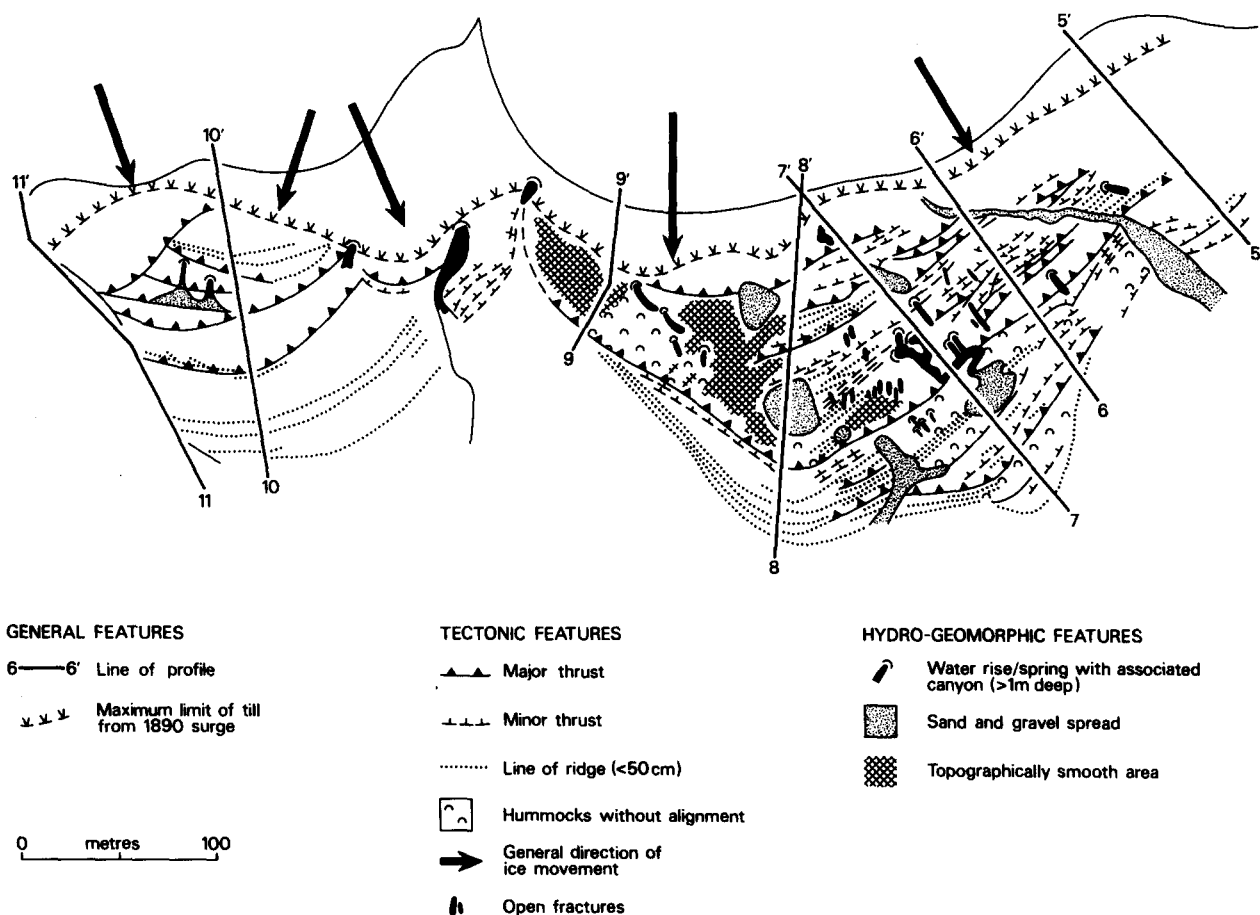 5'
10'
6'
11'
9'
7'
8'
5
9
6
11
10
7
8
GENERAL FEATURES
6 6' Line of profile
Maximum limit of till
from 1890 surge
0 metres 100
TECTONIC FEATURES
Major thrust
Minor thrust
Line of ridge (<50cm)
Hummocks without alignment
General direction of
ice movement
Open fractures
HYDRO-GEOMORPHIC FEATURES
Water rise/spring with associated
canyon (>1m deep)
Sand and gravel spread
Topographically smooth area